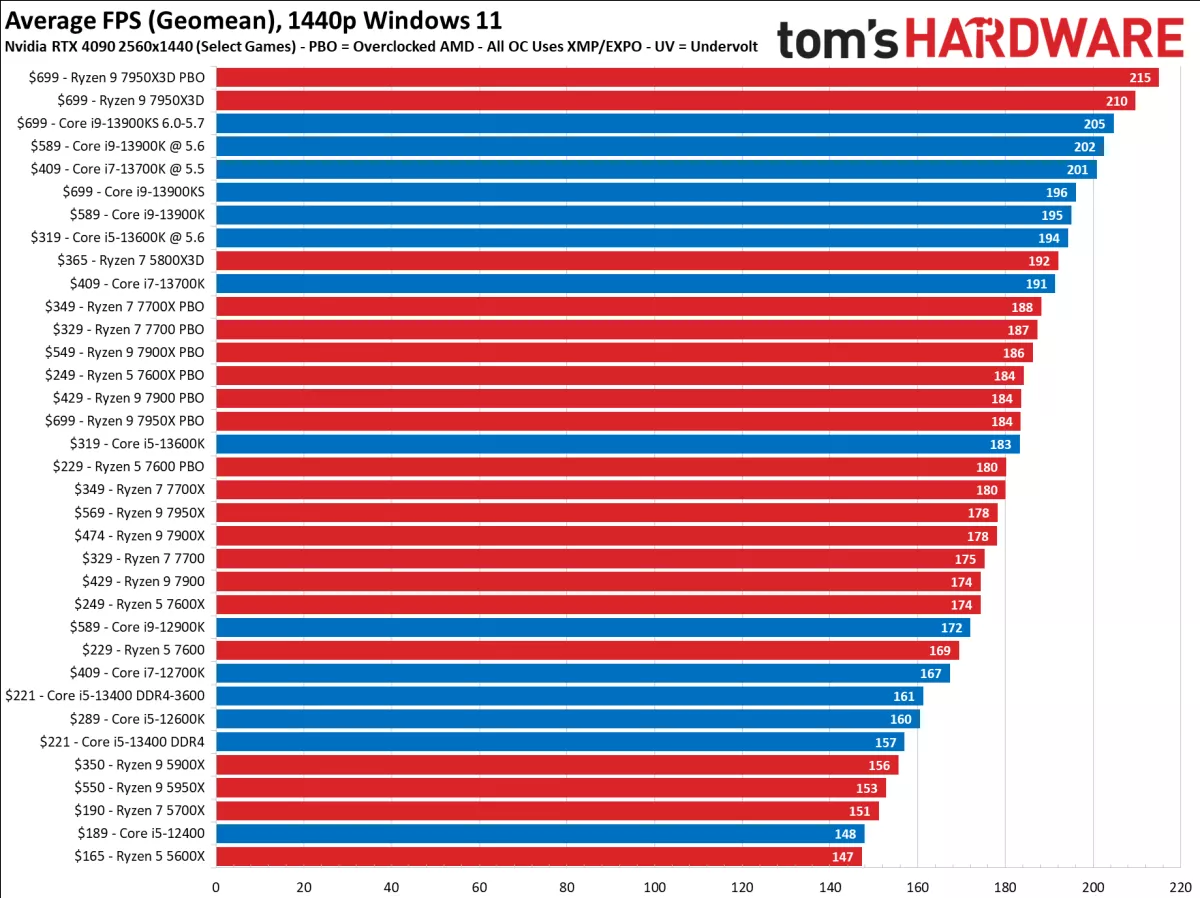 Average FPS (Geomean), 1440p Windows 11
Nvidia RTX 4090 2560x1440 (Select Games) - PBO = Overclocked AMD - All OC Uses XMP/EXPO - UV = Undervolt
tom's HARDWARE
$699 - Ryzen 9 7950X3D PBO 215
$699 - Ryzen 9 7950X3D 210
$699 - Core i9-13900KS 6.0-5.7 205
$589 - Core i9-13900K @ 5.6 202
$409 - Core i7-13700K @ 5.5 201
$699 - Core i9-13900KS 196
$589 - Core i9-13900K 195
$319 - Core i5-13600K @ 5.6 194
$365 - Ryzen 7 5800X3D 192
$409 - Core i7-13700K 191
$349 - Ryzen 7 7700X PBO 188
$329 - Ryzen 7 7700 PBO 187
$549 - Ryzen 9 7900X PBO 186
$249 - Ryzen 5 7600X PBO 184
$429 - Ryzen 9 7900 PBO 184
$699 - Ryzen 9 7950X PBO 184
$319 - Core i5-13600K 183
$229 - Ryzen 5 7600 PBO 180
$349 - Ryzen 7 7700X 180
$569 - Ryzen 9 7950X 178
$474 - Ryzen 9 7900X 178
$329 - Ryzen 7 7700 175
$429 - Ryzen 9 7900 174
$249 - Ryzen 5 7600X 174
$589 - Core i9-12900K 172
$229 - Ryzen 5 7600 169
$409 - Core i7-12700K 167
$221 - Core i5-13400 DDR4-3600 161
$289 - Core i5-12600K 160
$221 - Core i5-13400 DDR4 157
$350 - Ryzen 9 5900X 156
$550 - Ryzen 9 5950X 153
$190 - Ryzen 7 5700X 151
$189 - Core i5-12400 148
$165 - Ryzen 5 5600X 147
0 20 40 60 80 100 120 140 160 180 200 220